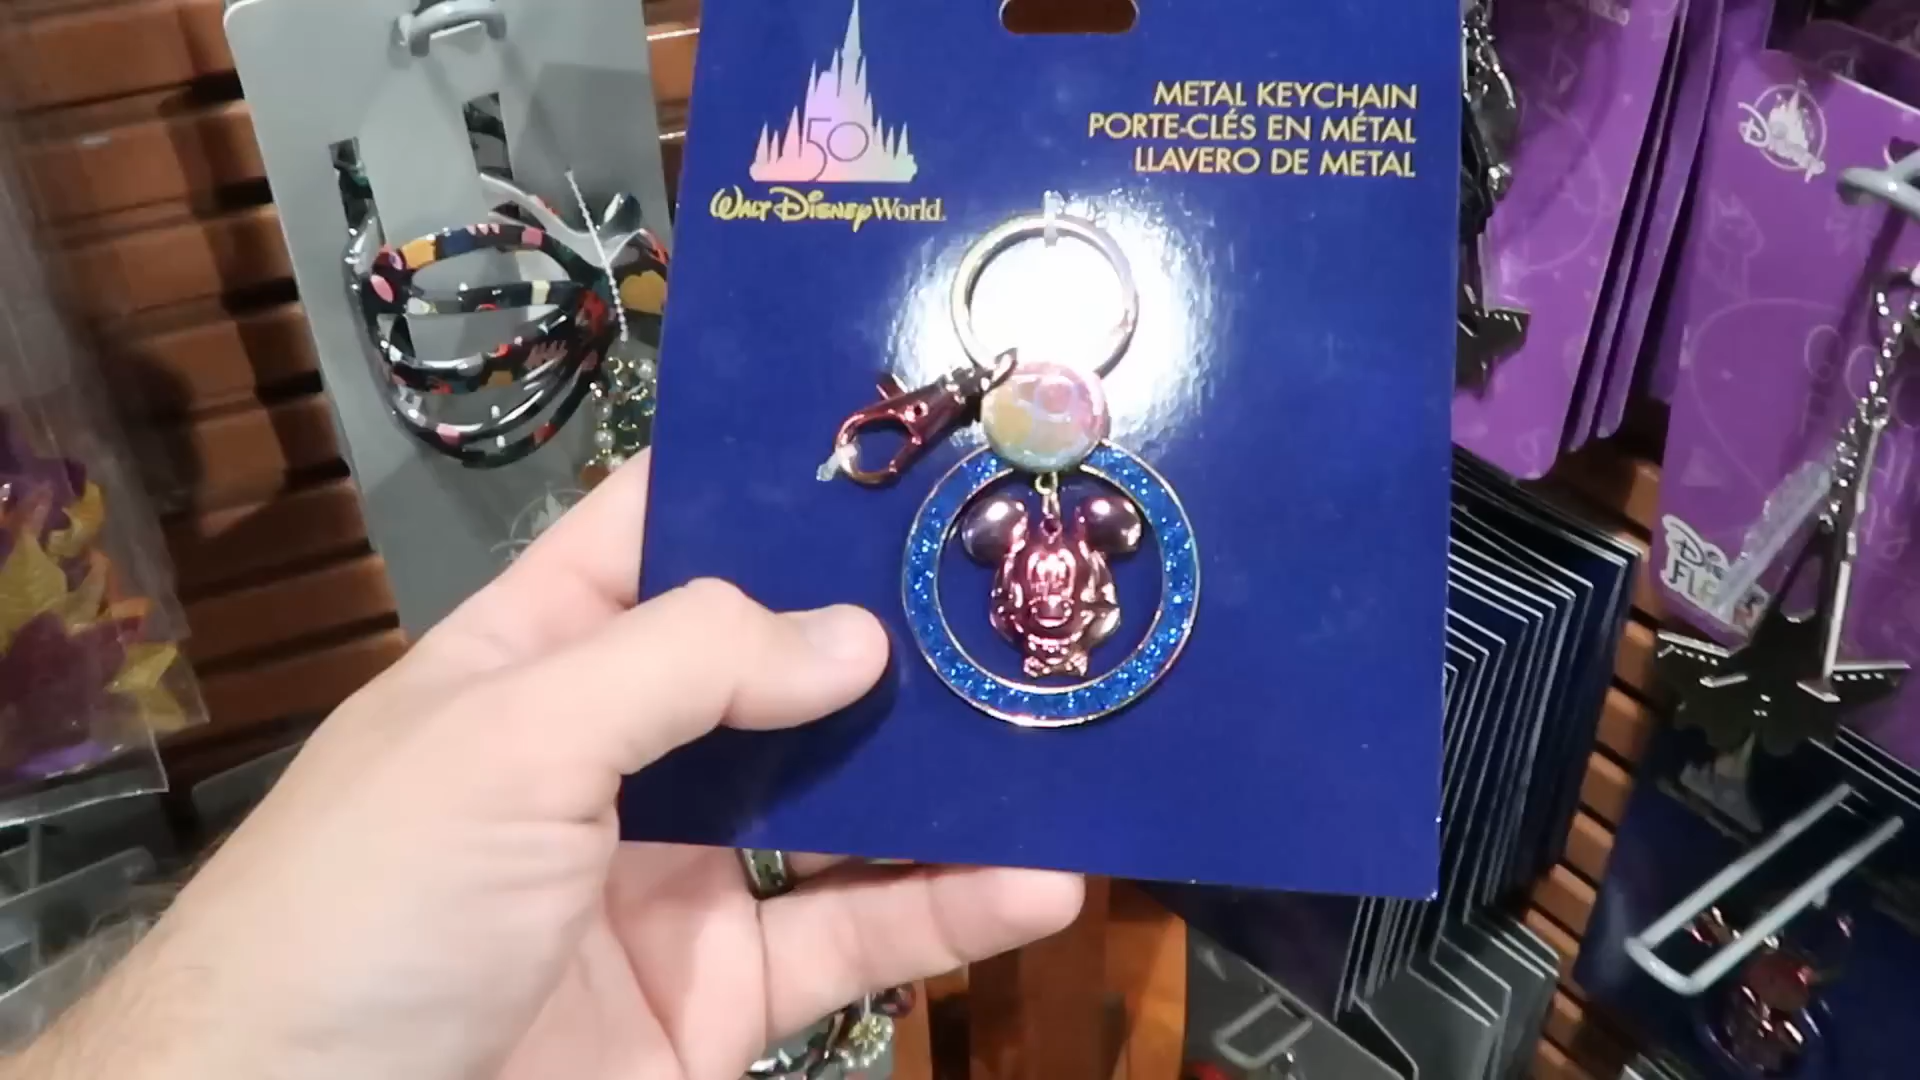 50
Walt Disney World.
METAL KEYCHAIN
PORTE-CLÉS EN MÉTAL
LLAVERO DE METAL
Disney